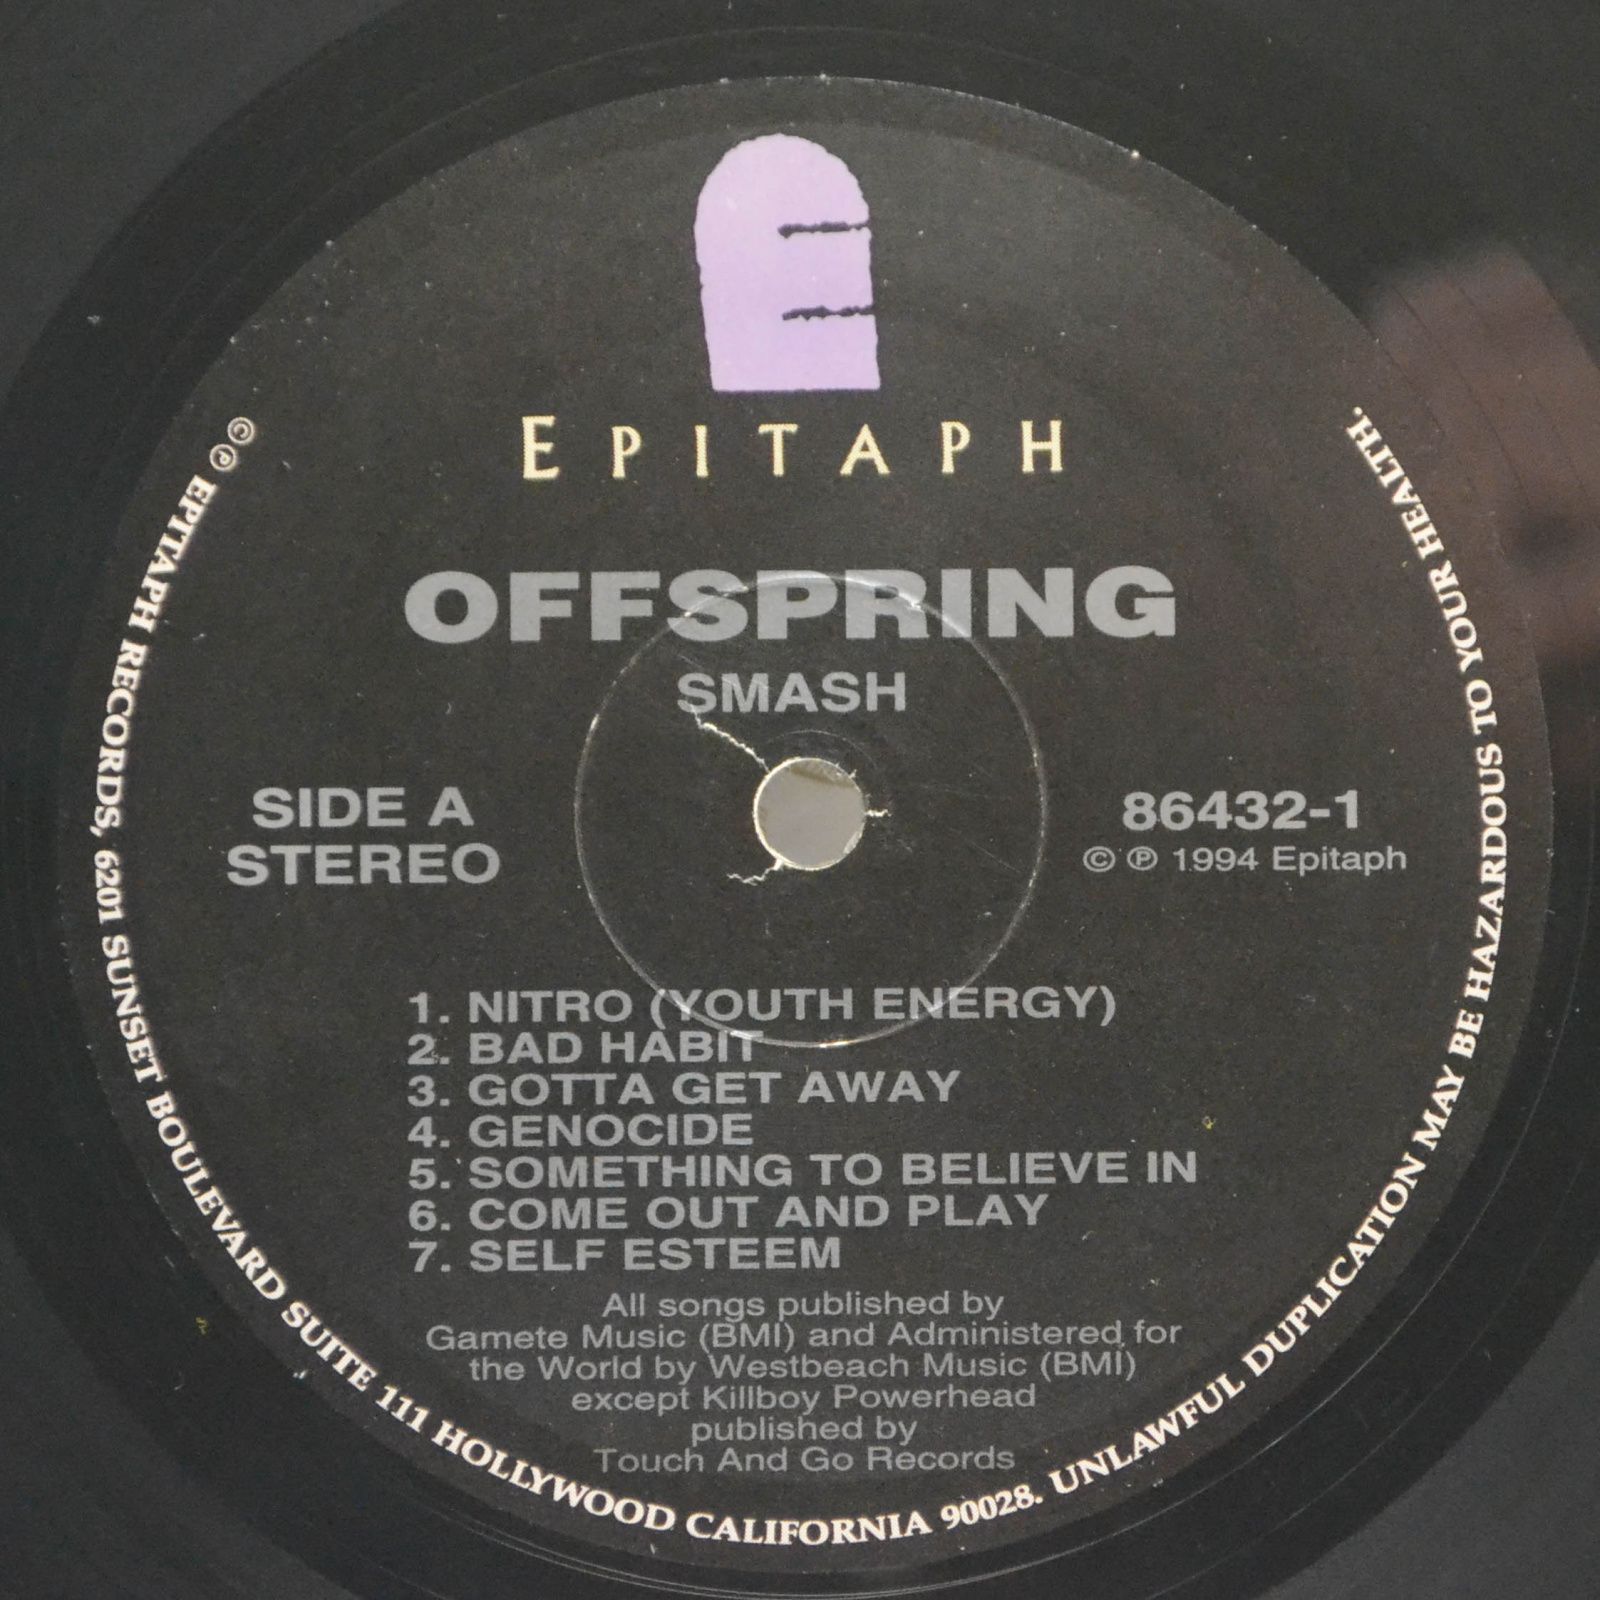 EPITAPH
OFFSPRING
SMASH
SIDE A
STEREO
86432-1
© ℗ 1994 Epitaph
1. NITRO (YOUTH ENERGY)
2. BAD HABIT
3. GOTTA GET AWAY
4. GENOCIDE
5. SOMETHING TO BELIEVE IN
6. COME OUT AND PLAY
7. SELF ESTEEM
All songs published by
Gamete Music (BMI) and Administered for
the World by Westbeach Music (BMI)
except Killboy Powerhead
published by
Touch And Go Records
© ℗ EPITAPH RECORDS, 6201 SUNSET BOULEVARD SUITE 111 HOLLYWOOD CALIFORNIA 90028. UNLAWFUL DUPLICATION MAY BE HAZARDOUS TO YOUR HEALTH.